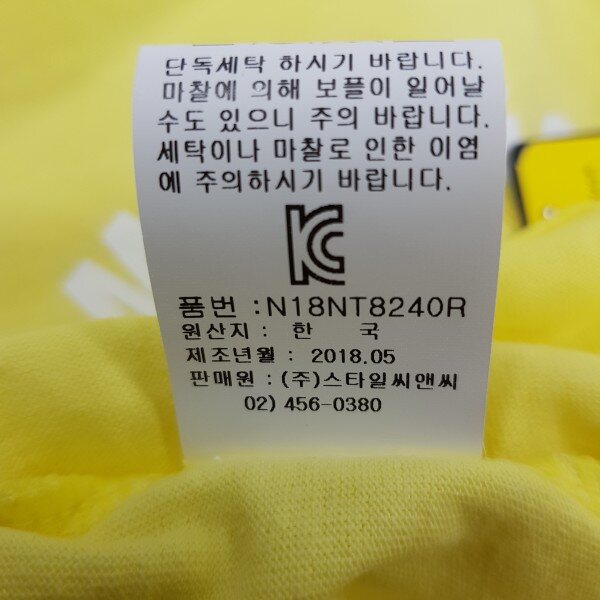 단독세탁 하시기 바랍니다.
마찰에 의해 보플이 일어날
수도 있으니 주의 바랍니다.
세탁이나 마찰로 인한 이염
에 주의하시기 바랍니다.
KC
품번 :N18NT8240R
원산지 : 한 국
제조년월 : 2018.05
판매원 : (주)스타일씨앤씨
02) 456-0380